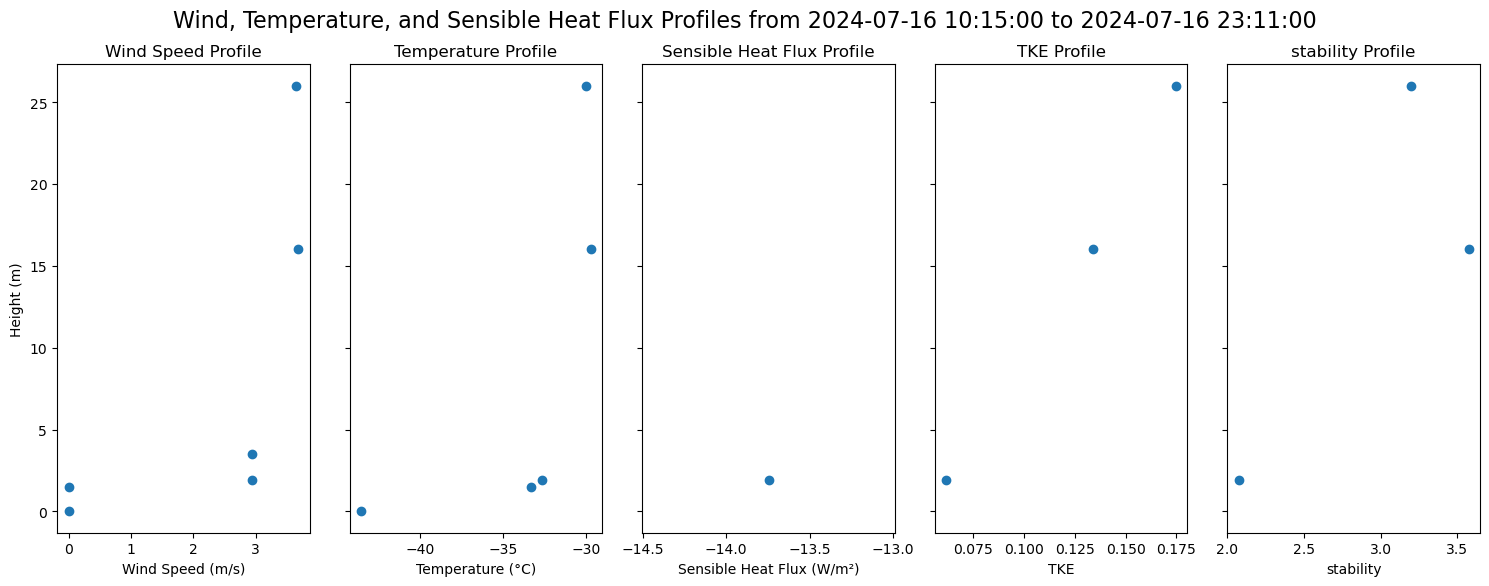 Wind, Temperature, and Sensible Heat Flux Profiles from 2024-07-16 10:15:00 to 2024-07-16 23:11:00
Wind Speed Profile
Temperature Profile
Sensible Heat Flux Profile
TKE Profile
stability Profile
25
20
15
10
5
0
Height (m)
0 1 2 3
Wind Speed (m/s)
−40 −35 −30
Temperature (°C)
−14.5 −14.0 −13.5 −13.0
Sensible Heat Flux (W/m²)
0.075 0.100 0.125 0.150 0.175
TKE
2.0 2.5 3.0 3.5
stability